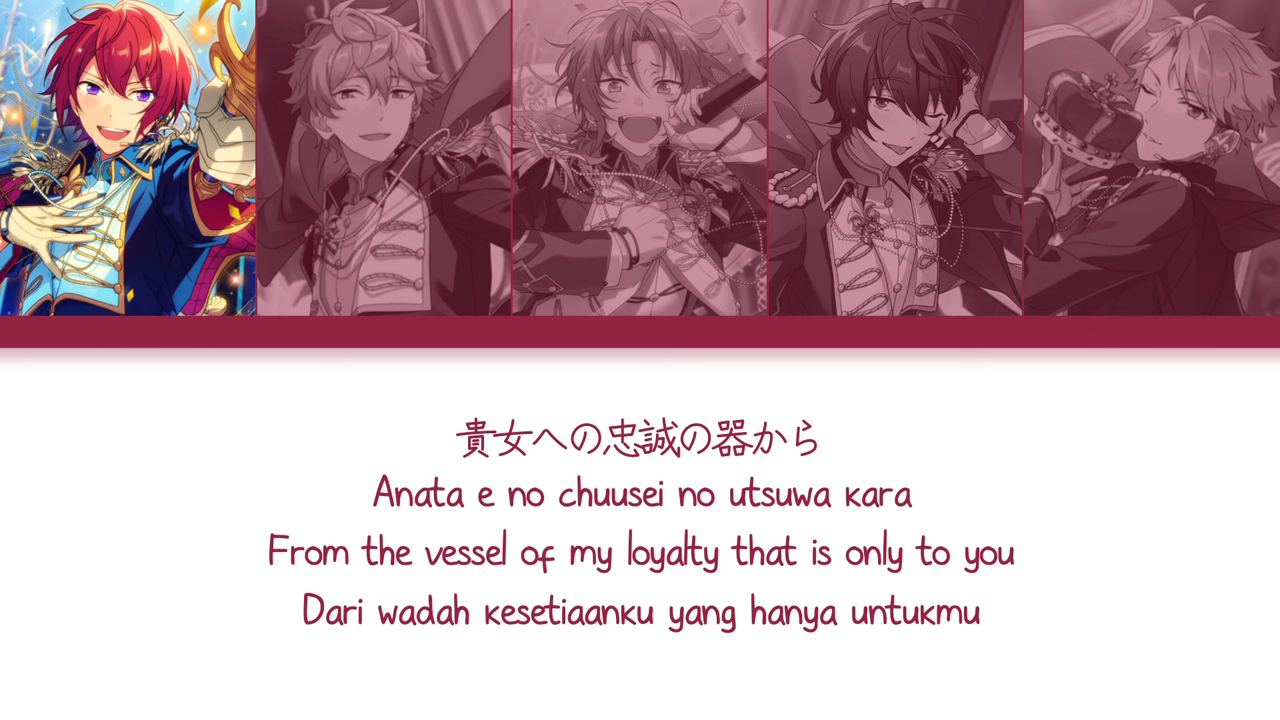 貴女への忠誠の器から
Anata e no chuusei no utsuwa kara
From the vessel of my loyalty that is only to you
Dari wadah kesetiaanku yang hanya untukmu